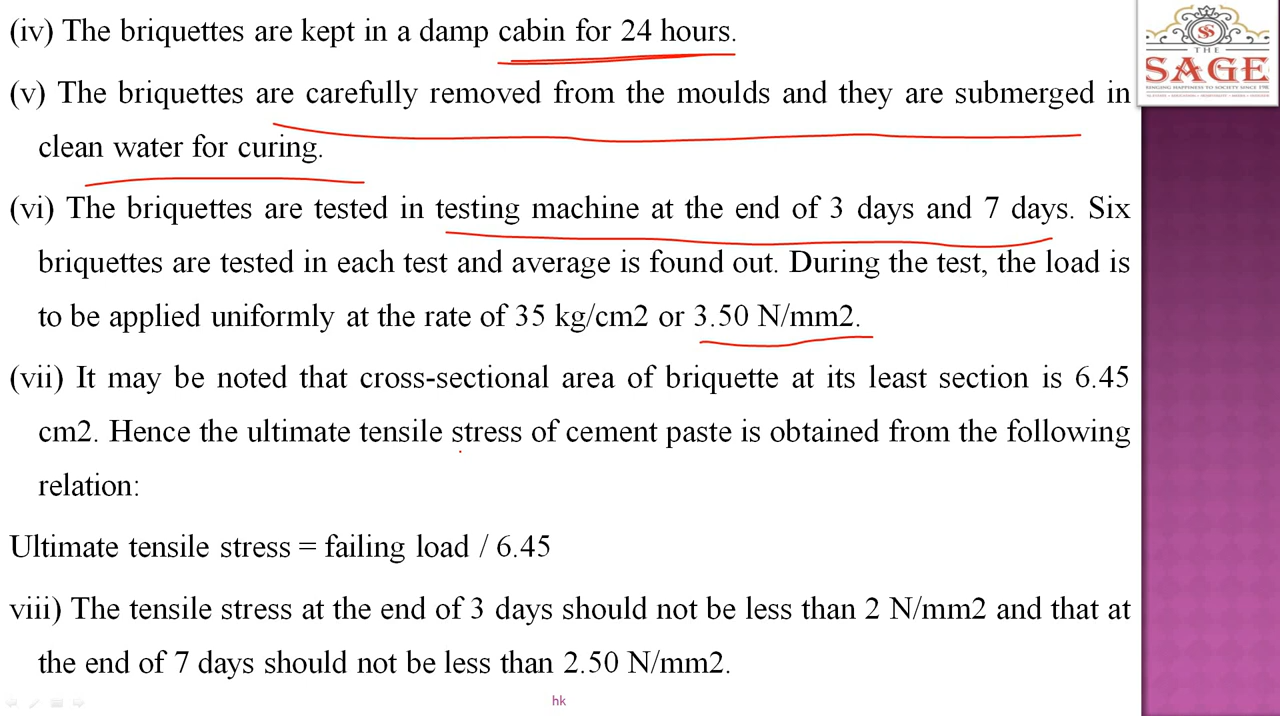 (iv) The briquettes are kept in a damp cabin for 24 hours.
(v) The briquettes are carefully removed from the moulds and they are submerged in
clean water for curing.
(vi) The briquettes are tested in testing machine at the end of 3 days and 7 days. Six
briquettes are tested in each test and average is found out. During the test, the load is
to be applied uniformly at the rate of 35 kg/cm2 or 3.50 N/mm2.
(vii) It may be noted that cross-sectional area of briquette at its least section is 6.45
cm2. Hence the ultimate tensile stress of cement paste is obtained from the following
relation:
Ultimate tensile stress = failing load / 6.45
viii) The tensile stress at the end of 3 days should not be less than 2 N/mm2 and that at
the end of 7 days should not be less than 2.50 N/mm2.
hk
THE
SAGE